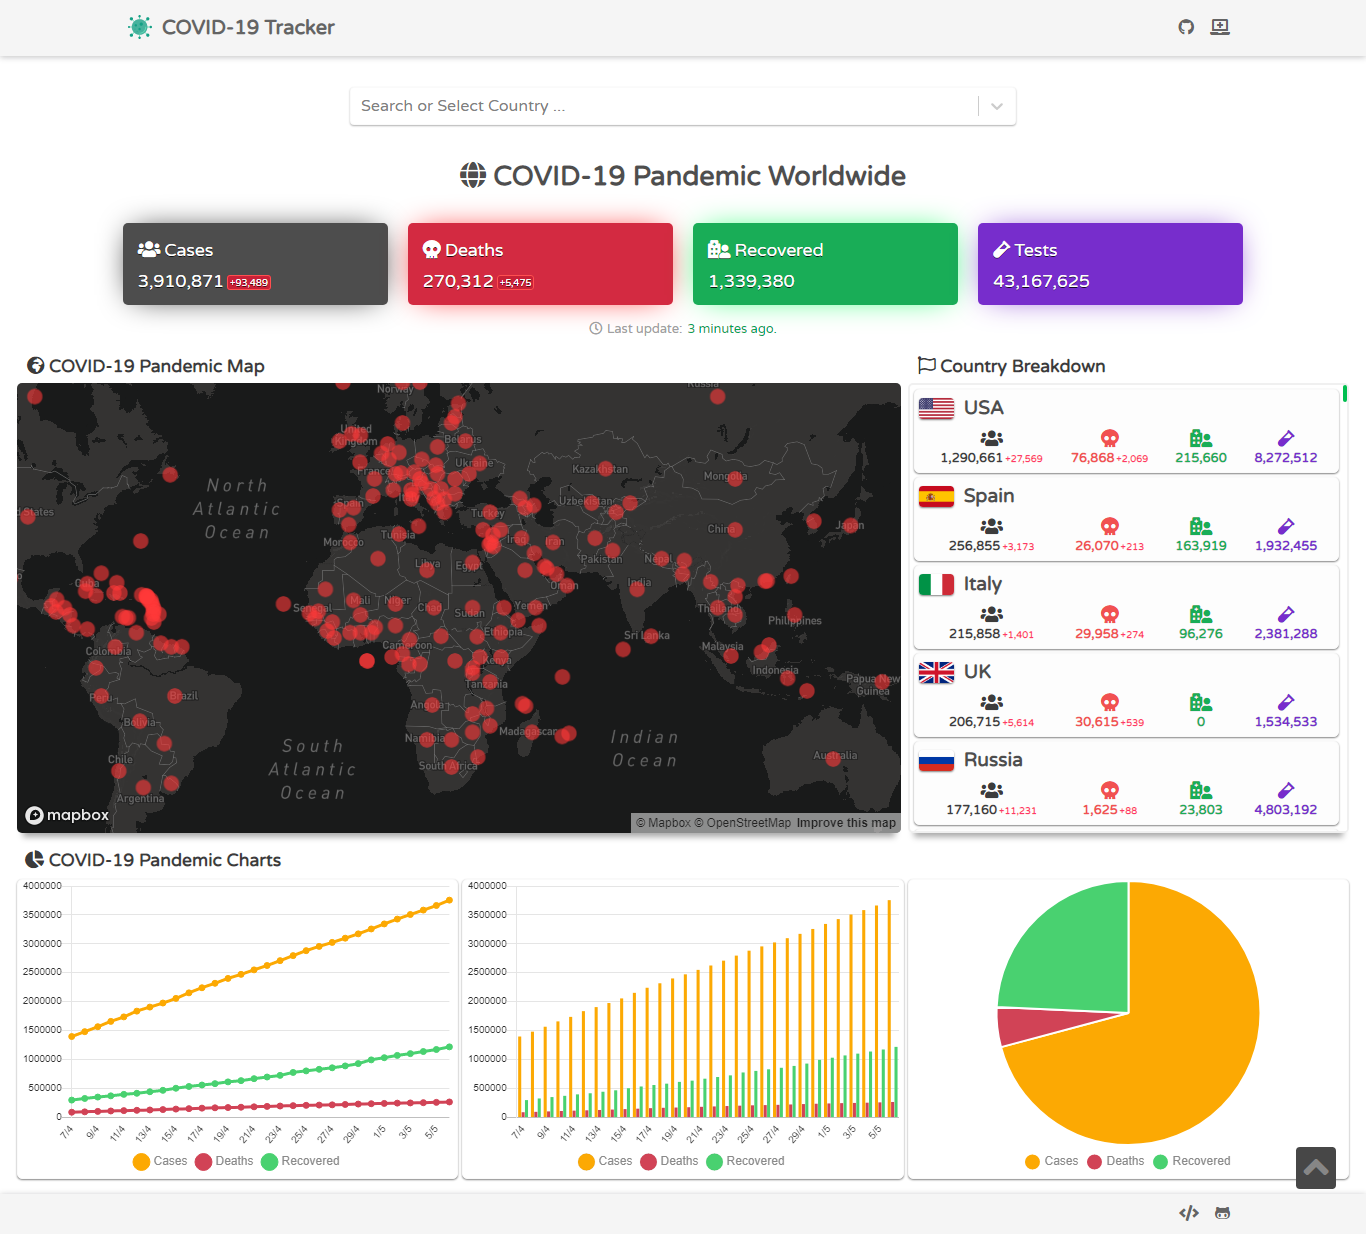 COVID-19 Tracker
Search or Select Country ...
COVID-19 Pandemic Worldwide
Cases
3,910,871 +93,489
Deaths
270,312 +5,475
Recovered
1,339,380
Tests
43,167,625
Last update: 3 minutes ago.
COVID-19 Pandemic Map
Russia
Norway
United
Kingdom
Belarus
Ukraine
France
Kazakhstan
Mongolia
North
Atlantic
Ocean
d States
Spain
Uzbekistan
Turkey
China
Japan
Morocco
Tunisia
Iraq
Iran
Libya
Egypt
Pakistan
Nepal
Cuba
Oman
India
Mali
Niger
Chad
Sudan
Yemen
Senegal
Thailand
Philippines
Ethiopia
Sri Lanka
Cameroon
Colombia
Malaysia
Kenya
Indonesia
Tanzania
Papua New
Guinea
Peru
Brazil
Angola
Bolivia
Madagascar
Namibia
South
Atlantic
Ocean
Indian
Ocean
Chile
South Africa
Australia
Argentina
mapbox
© Mapbox © OpenStreetMap Improve this map
Country Breakdown
USA
1,290,661 +27,569 76,868 +2,069 215,660 8,272,512
Spain
256,855 +3,173 26,070 +213 163,919 1,932,455
Italy
215,858 +1,401 29,958 +274 96,276 2,381,288
UK
206,715 +5,614 30,615 +539 0 1,534,533
Russia
177,160 +11,231 1,625 +88 23,803 4,803,192
COVID-19 Pandemic Charts
4000000
3500000
3000000
2500000
2000000
1500000
1000000
500000
0
7/4 9/4 11/4 13/4 15/4 17/4 19/4 21/4 23/4 25/4 27/4 29/4 1/5 3/5 5/5
Cases Deaths Recovered
4000000
3500000
3000000
2500000
2000000
1500000
1000000
500000
0
7/4 9/4 11/4 13/4 15/4 17/4 19/4 21/4 23/4 25/4 27/4 29/4 1/5 3/5 5/5
Cases Deaths Recovered
Cases Deaths Recovered